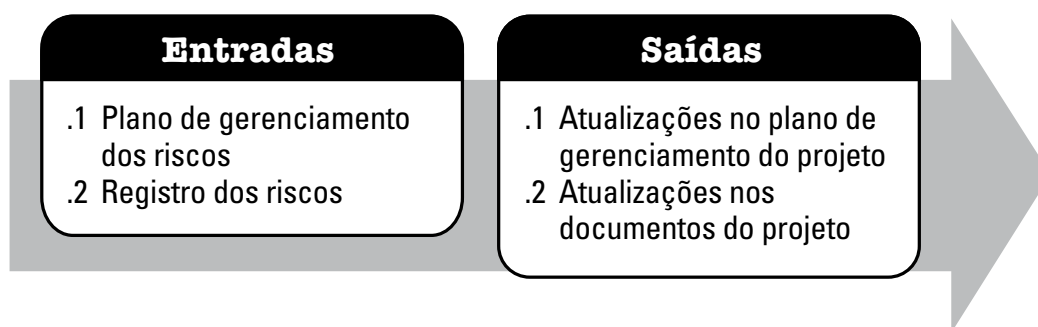 Entradas
.1 Plano de gerenciamento
dos riscos
.2 Registro dos riscos
Saídas
.1 Atualizações no plano de
gerenciamento do projeto
.2 Atualizações nos
documentos do projeto